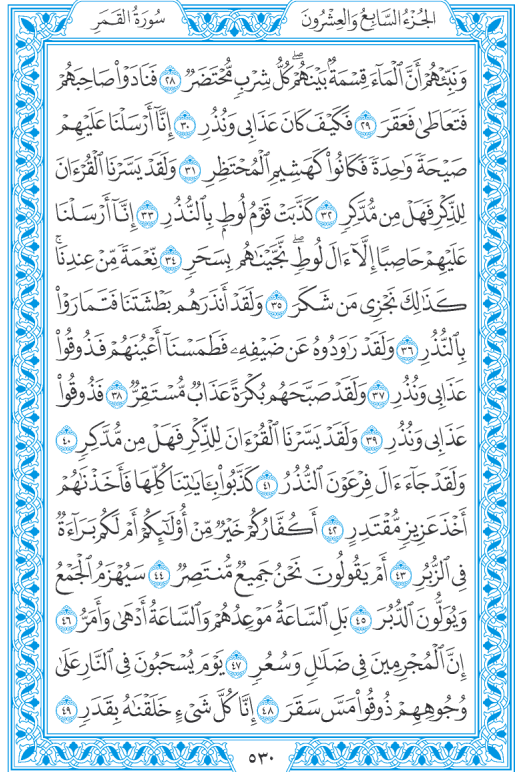 الجُزْءُ السَّابِعُ وَالعِشْرُونَ
سُورَةُ القَمَرِ
وَنَبِّئْهُمْ أَنَّ ٱلْمَآءَ قِسْمَةٌۢ بَيْنَهُمْ ۖ كُلُّ شِرْبٍ مُّحْتَضَرٌ ٢٨ فَنَادَوْا۟ صَاحِبَهُمْ
فَتَعَاطَىٰ فَعَقَرَ ٢٩ فَكَيْفَ كَانَ عَذَابِى وَنُذُرِ ٣٠ إِنَّآ أَرْسَلْنَا عَلَيْهِمْ
صَيْحَةً وَٰحِدَةً فَكَانُوا۟ كَهَشِيمِ ٱلْمُحْتَظِرِ ٣١ وَلَقَدْ يَسَّرْنَا ٱلْقُرْءَانَ
لِلذِّكْرِ فَهَلْ مِن مُّدَّكِرٍ ٣٢ كَذَّبَتْ قَوْمُ لُوطٍۭ بِٱلنُّذُرِ ٣٣ إِنَّآ أَرْسَلْنَا
عَلَيْهِمْ حَاصِبًا إِلَّآ ءَالَ لُوطٍ ۖ نَّجَّيْنَٰهُم بِسَحَرٍ ٣٤ نِّعْمَةً مِّنْ عِندِنَا ۚ
كَذَٰلِكَ نَجْزِى مَن شَكَرَ ٣٥ وَلَقَدْ أَنذَرَهُم بَطْشَتَنَا فَتَمَارَوْا۟
بِٱلنُّذُرِ ٣٦ وَلَقَدْ رَٰوَدُوهُ عَن ضَيْفِهِۦ فَطَمَسْنَآ أَعْيُنَهُمْ فَذُوقُوا۟
عَذَابِى وَنُذُرِ ٣٧ وَلَقَدْ صَبَّحَهُم بُكْرَةً عَذَابٌ مُّسْتَقِرٌّ ٣٨ فَذُوقُوا۟
عَذَابِى وَنُذُرِ ٣٩ وَلَقَدْ يَسَّرْنَا ٱلْقُرْءَانَ لِلذِّكْرِ فَهَلْ مِن مُّدَّكِرٍ ٤٠
وَلَقَدْ جَآءَ ءَالَ فِرْعَوْنَ ٱلنُّذُرُ ٤١ كَذَّبُوا۟ بِـَٔايَٰتِنَا كُلِّهَا فَأَخَذْنَٰهُمْ
أَخْذَ عَزِيزٍ مُّقْتَدِرٍ ٤٢ أَكُفَّارُكُمْ خَيْرٌ مِّنْ أُو۟لَٰٓئِكُمْ أَمْ لَكُم بَرَآءَةٌ
فِى ٱلزُّبُرِ ٤٣ أَمْ يَقُولُونَ نَحْنُ جَمِيعٌ مُّنتَصِرٌ ٤٤ سَيُهْزَمُ ٱلْجَمْعُ
وَيُوَلُّونَ ٱلدُّبُرَ ٤٥ بَلِ ٱلسَّاعَةُ مَوْعِدُهُمْ وَٱلسَّاعَةُ أَدْهَىٰ وَأَمَرُّ ٤٦
إِنَّ ٱلْمُجْرِمِينَ فِى ضَلَٰلٍ وَسُعُرٍ ٤٧ يَوْمَ يُسْحَبُونَ فِى ٱلنَّارِ عَلَىٰ
وُجُوهِهِمْ ذُوقُوا۟ مَسَّ سَقَرَ ٤٨ إِنَّا كُلَّ شَىْءٍ خَلَقْنَٰهُ بِقَدَرٍ ٤٩
٥٣٠